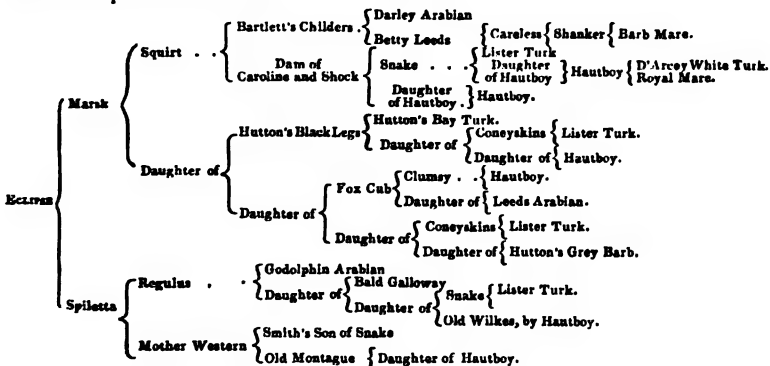 Darley Arabian
Bartlett's Childers .
Betty Leeds { Careless { Shanker { Barb Mare.
Squirt . .
Lister Turk
Dam of Caroline and Shock
Snake . . .
Daughter of Hautboy } Hautboy { D'Arcey White Turk.
Royal Mare.
Daughter of Hautboy . } Hautboy.
Marsk
Hutton's Bay Turk.
Hutton's Black Legs
Daughter of { Coneyskins { Lister Turk.
Daughter of { Hautboy.
Daughter of
Clumsy . . { Hautboy.
Fox Cub
Daughter of { Leeds Arabian.
Eclipse
Daughter of
Coneyskins { Lister Turk.
Daughter of
Daughter of { Hutton's Grey Barb.
Godolphin Arabian
Regulus . .
Bald Galloway
Daughter of
Snake { Lister Turk.
Daughter of
Old Wilkes, by Hautboy.
Spiletta
Smith's Son of Snake
Mother Western
Old Montague { Daughter of Hautboy.